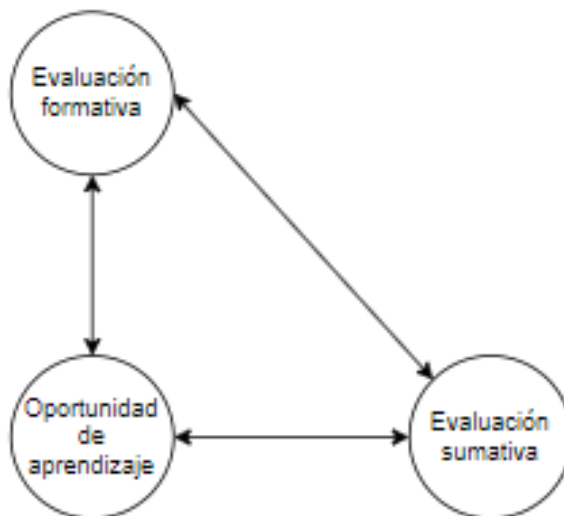 Evaluación
formativa
Oportunidad
de
aprendizaje
Evaluación
sumativa